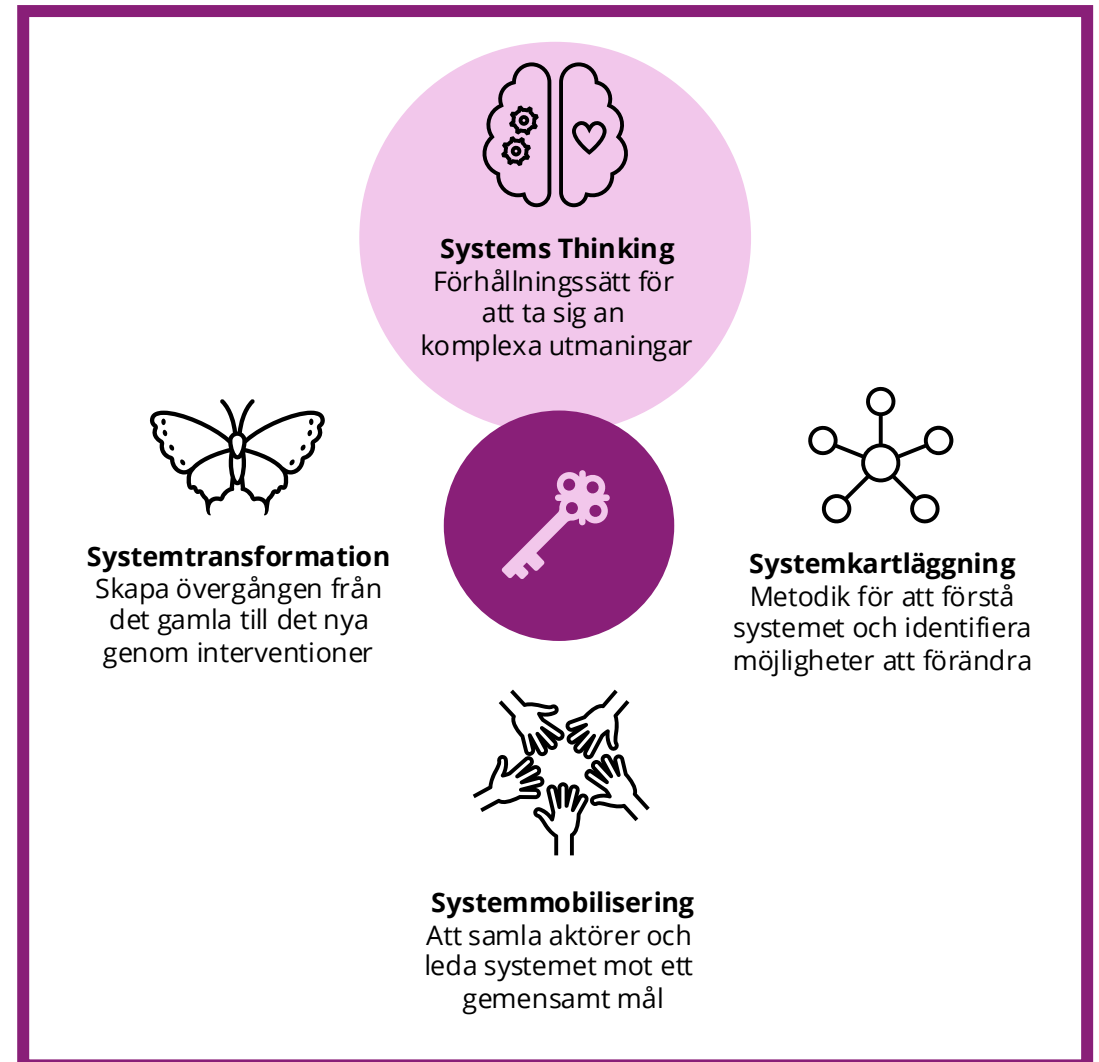 Systems Thinking
Förhållningssätt för
att ta sig an
komplexa utmaningar
Systemtransformation
Skapa övergången från
det gamla till det nya
genom interventioner
Systemkartläggning
Metodik för att förstå
systemet och identifiera
möjligheter att förändra
Systemmobilisering
Att samla aktörer och
leda systemet mot ett
gemensamt mål